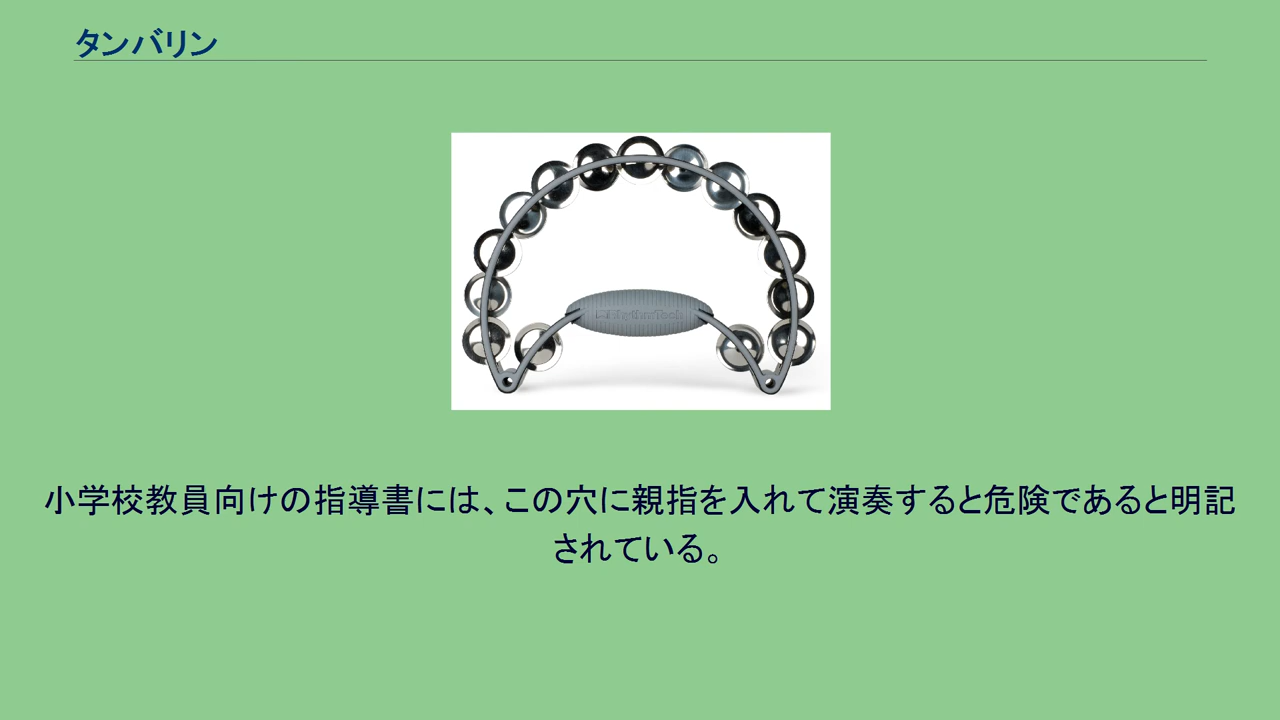 タンバリン
RhythmTech
小学校教員向けの指導書には、この穴に親指を入れて演奏すると危険であると明記
されている。